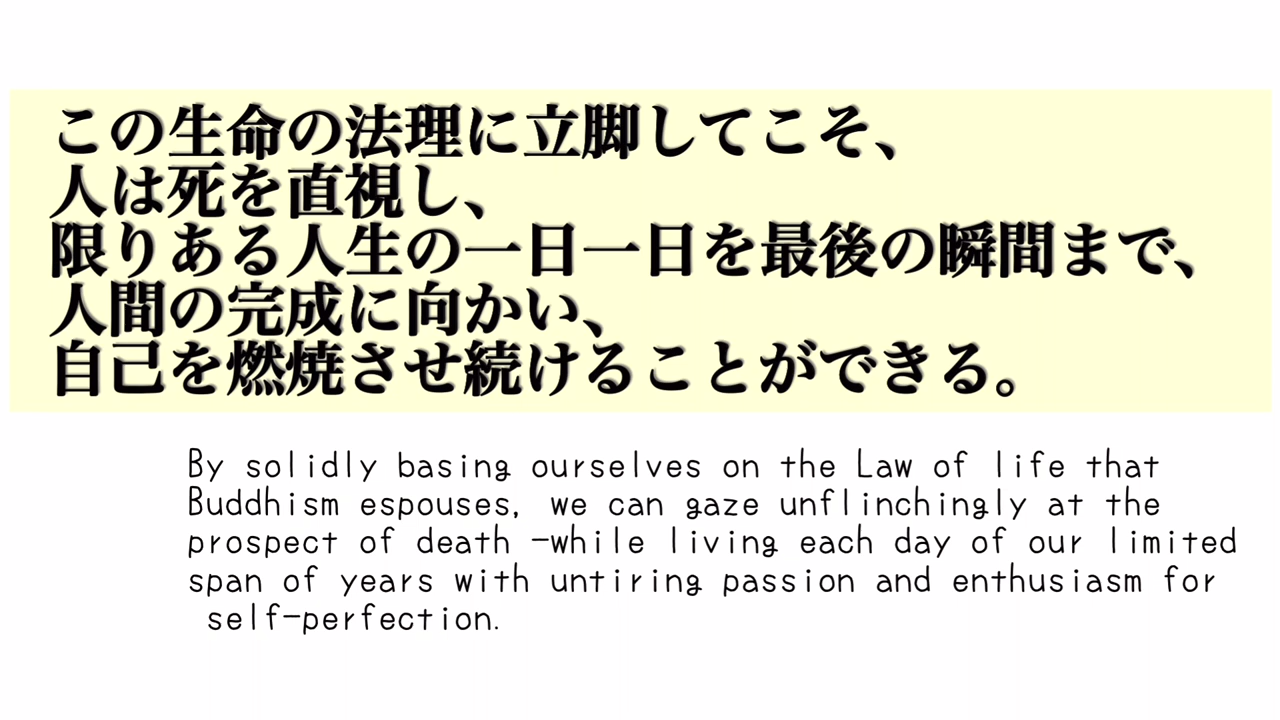 この生命の法理に立脚してこそ、
人は死を直視し、
限りある人生の一日一日を最後の瞬間まで、
人間の完成に向かい、
自己を燃焼させ続けることができる。
By solidly basing ourselves on the Law of life that
Buddhism espouses, we can gaze unflinchingly at the
prospect of death -while living each day of our limited
span of years with untiring passion and enthusiasm for
self-perfection.